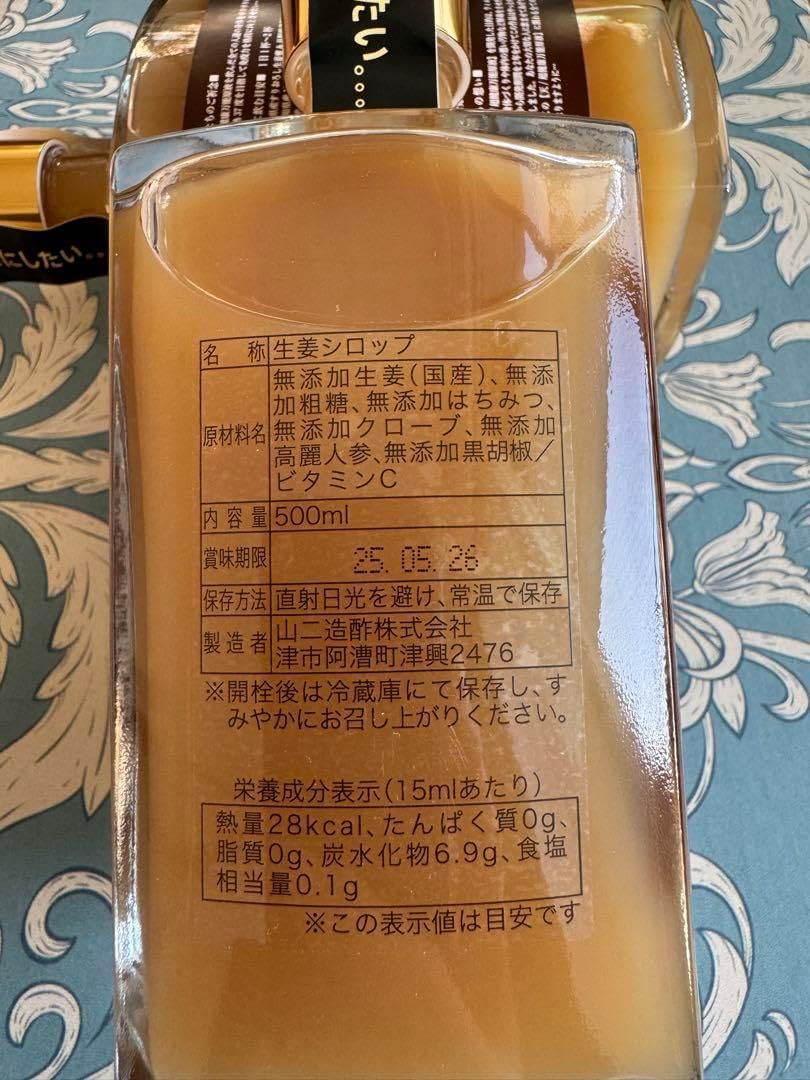 たい。。。
にしたい。。
名称 生姜シロップ
原材料名 無添加生姜(国産)、無添
加粗糖、無添加はちみつ、
無添加クローブ、無添加
高麗人参、無添加黒胡椒／
ビタミンC
内容量 500ml
賞味期限 25.05.26
保存方法 直射日光を避け、常温で保存
製造者 山二造酢株式会社
津市阿漕町津興2476
※開栓後は冷蔵庫にて保存し、す
みやかにお召し上がりください。
栄養成分表示(15mlあたり)
熱量28kcal、たんぱく質0g、
脂質0g、炭水化物6.9g、食塩
相当量0.1g
※この表示値は目安です